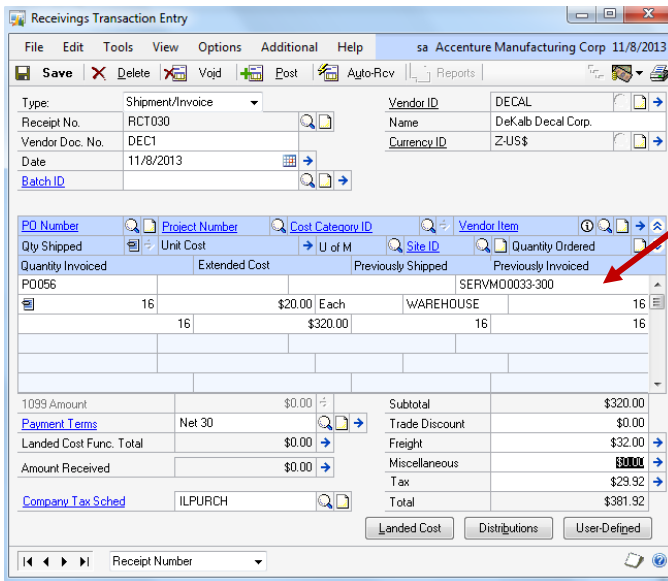 Receivings Transaction Entry
File Edit Tools View Options Additional Help sa Accenture Manufacturing Corp 11/8/2013
Save Delete Void Post Auto-Rcv Reports
Type: Shipment/Invoice Vendor ID DECAL
Receipt No. RCT030 Name DeKalb Decal Corp.
Vendor Doc. No. DEC1 Currency ID Z-US$
Date 11/8/2013
Batch ID
PO Number Project Number Cost Category ID Vendor Item
Qty Shipped Unit Cost U of M Site ID Quantity Ordered
Quantity Invoiced Extended Cost Previously Shipped Previously Invoiced
PO056 SERVMO0033-300
16 $20.00 Each WAREHOUSE 16
16 $320.00 16 16
1099 Amount $0.00 Subtotal $320.00
Payment Terms Net 30 Trade Discount $0.00
Landed Cost Func. Total $0.00 Freight $32.00
Amount Received $0.00 Miscellaneous $0.00
Tax $29.92
Company Tax Sched ILPURCH Total $381.92
Landed Cost Distributions User-Defined
Receipt Number